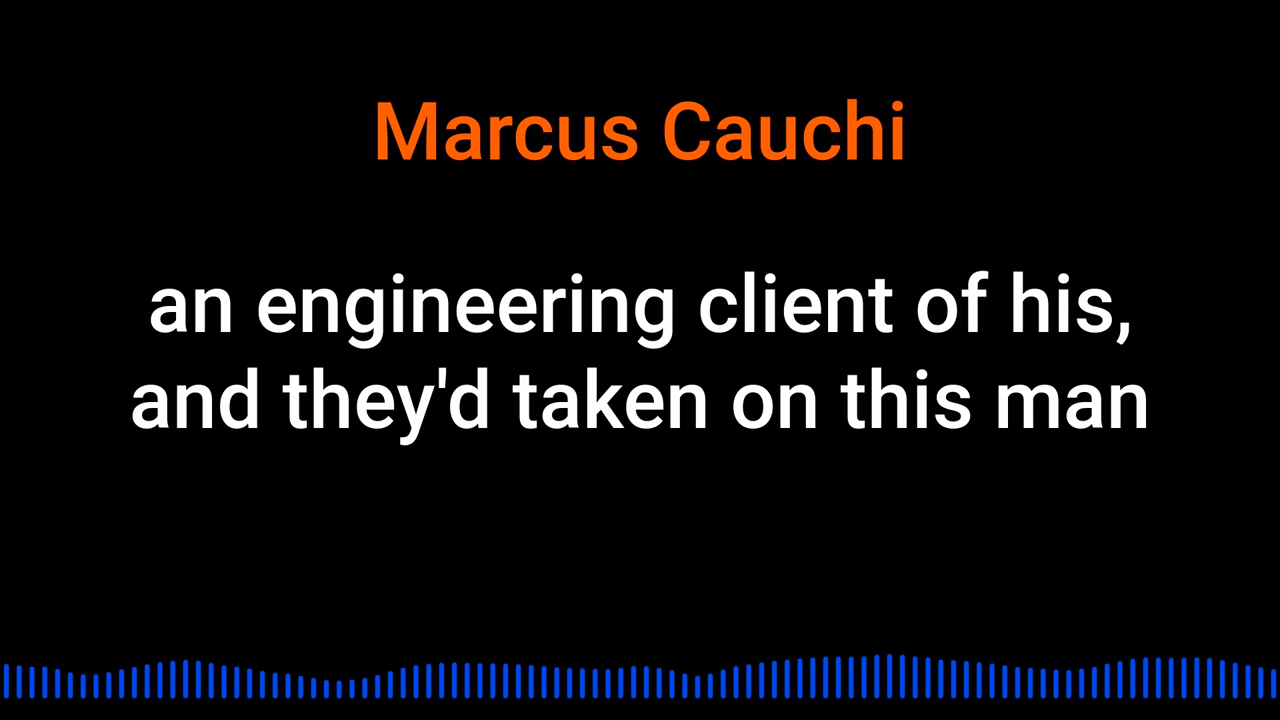 Marcus Cauchi
an engineering client of his,
and they'd taken on this man